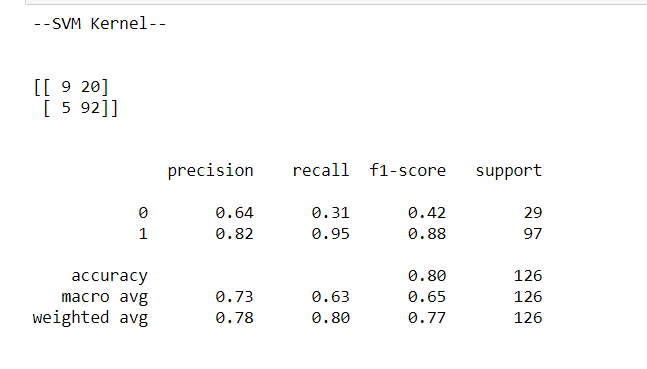 --SVM Kernel--
[[ 9 20]
[ 5 92]]
precision recall f1-score support
0 0.64 0.31 0.42 29
1 0.82 0.95 0.88 97
accuracy 0.80 126
macro avg 0.73 0.63 0.65 126
weighted avg 0.78 0.80 0.77 126